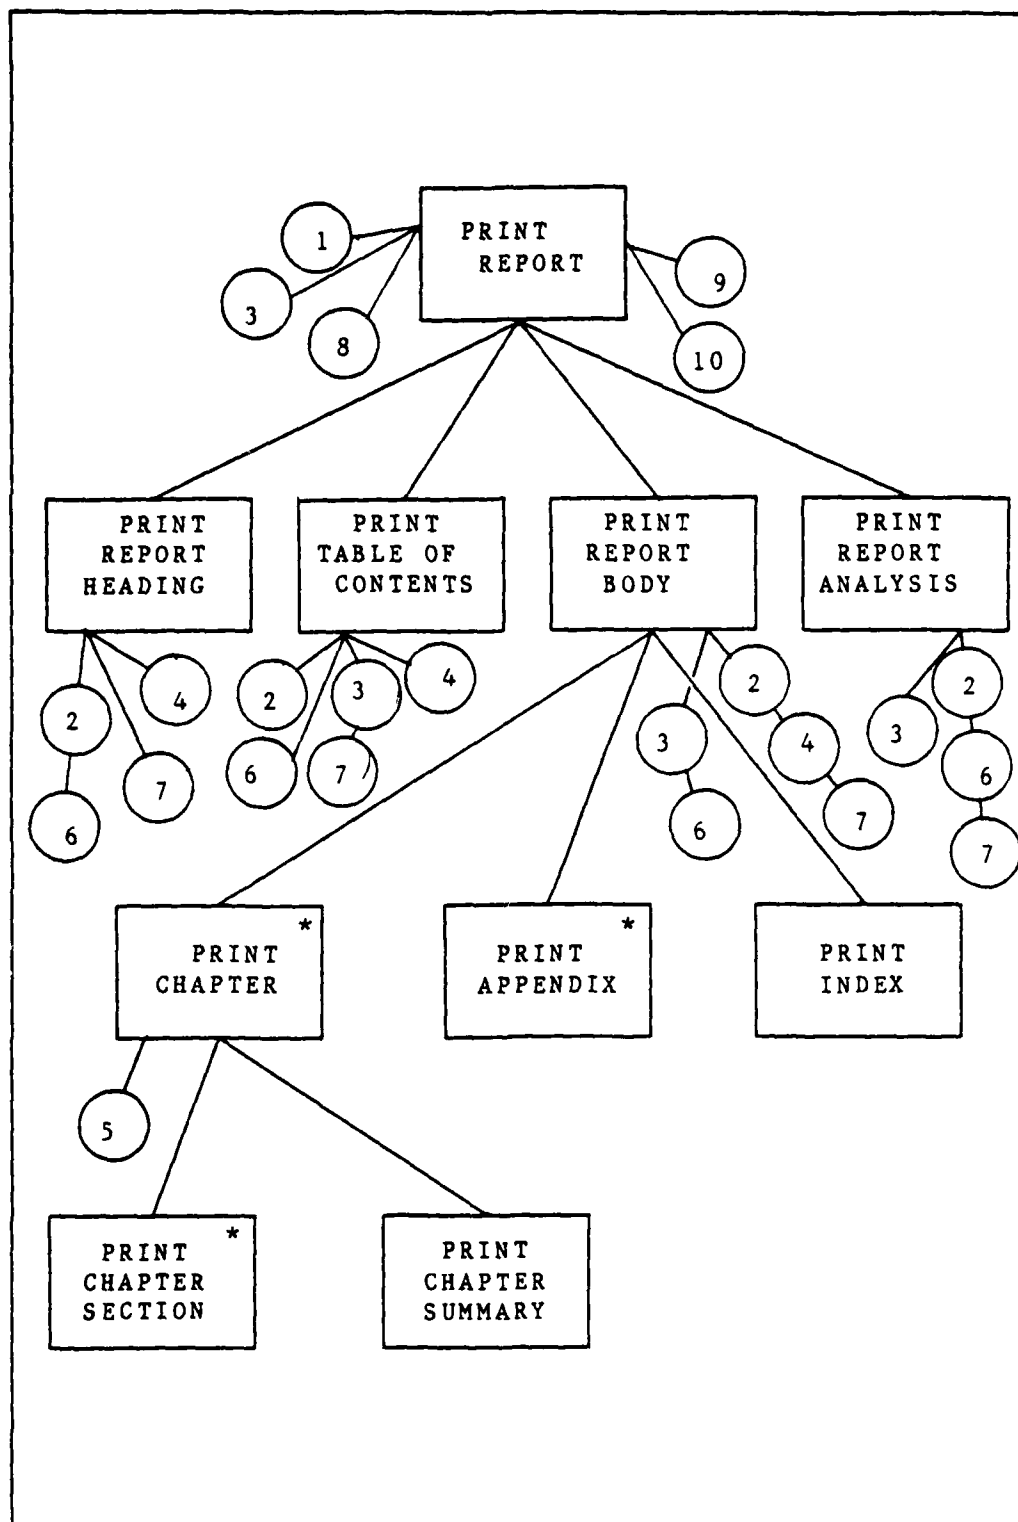 PRINT
REPORT
1
3
8
9
10
PRINT
REPORT
HEADING
PRINT
TABLE OF
CONTENTS
PRINT
REPORT
BODY
PRINT
REPORT
ANALYSIS
2
4
6
7
2
3
4
6
7
3
6
2
4
7
3
2
6
7
*
PRINT
CHAPTER
*
PRINT
APPENDIX
PRINT
INDEX
5
*
PRINT
CHAPTER
SECTION
PRINT
CHAPTER
SUMMARY